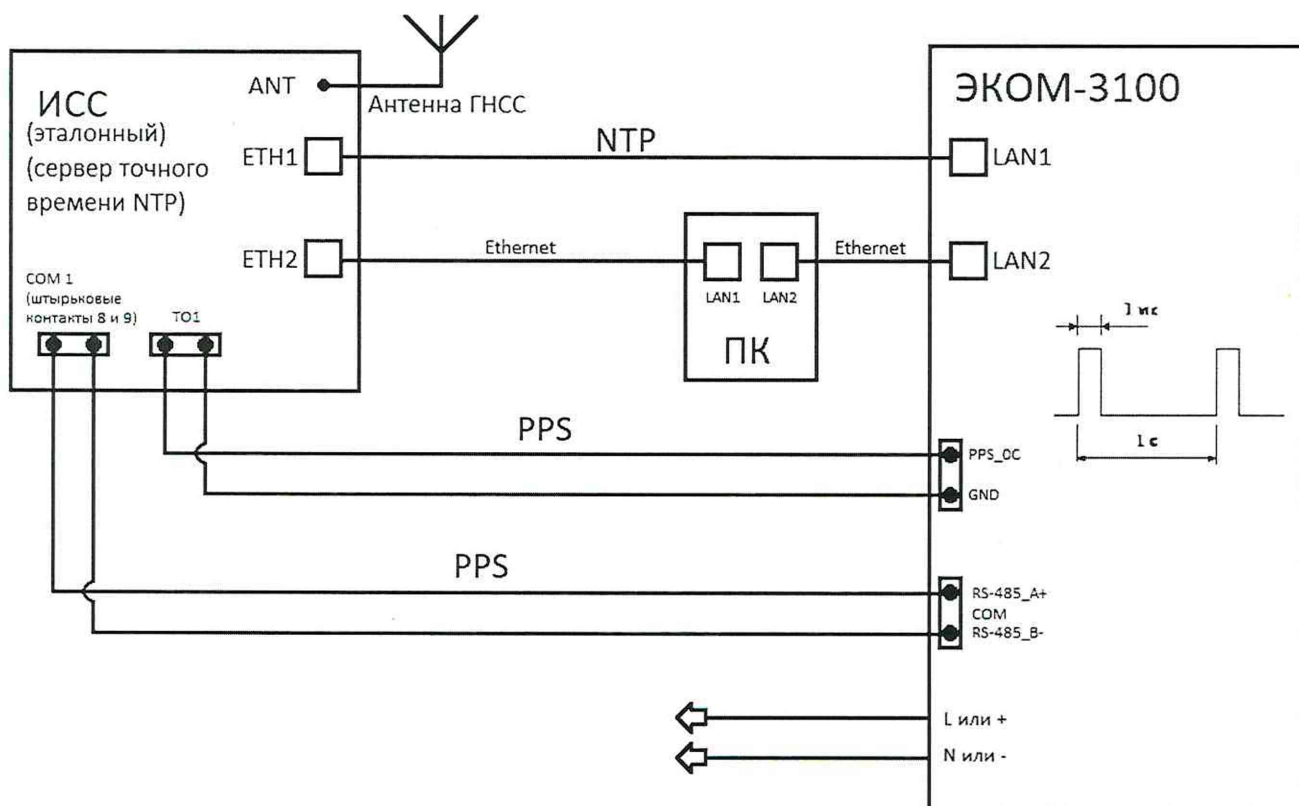 ИСС
(эталонный)
(сервер точного
времени NTP)
ANT
Антенна ГНСС
ETH1
ETH2
COM 1
(штырьковые
контакты 8 и 9)
TO1
NTP
Ethernet
LAN1
LAN2
ПК
Ethernet
ЭКОМ-3100
LAN1
LAN2
1 мс
1 с
PPS
PPS_OC
GND
PPS
RS-485_A+
COM
RS-485_B-
L или +
N или -